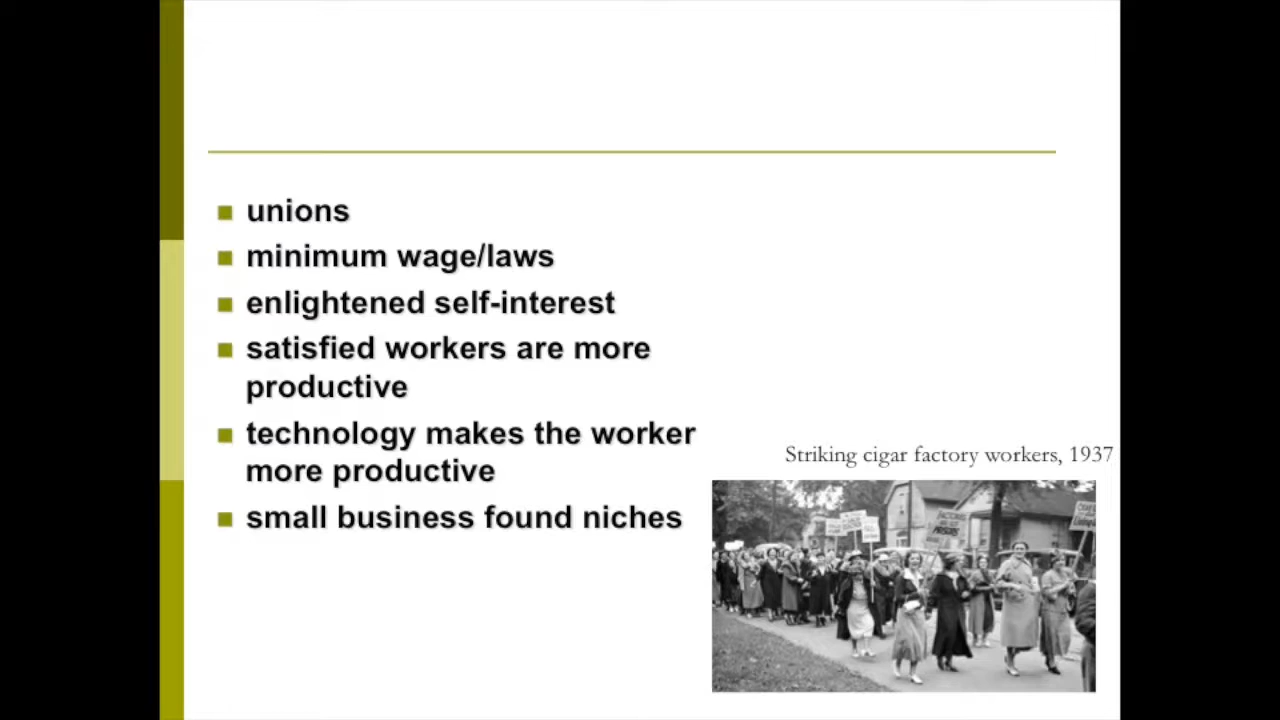 unions
minimum wage/laws
enlightened self-interest
satisfied workers are more
productive
technology makes the worker
more productive
small business found niches
Striking cigar factory workers, 1937